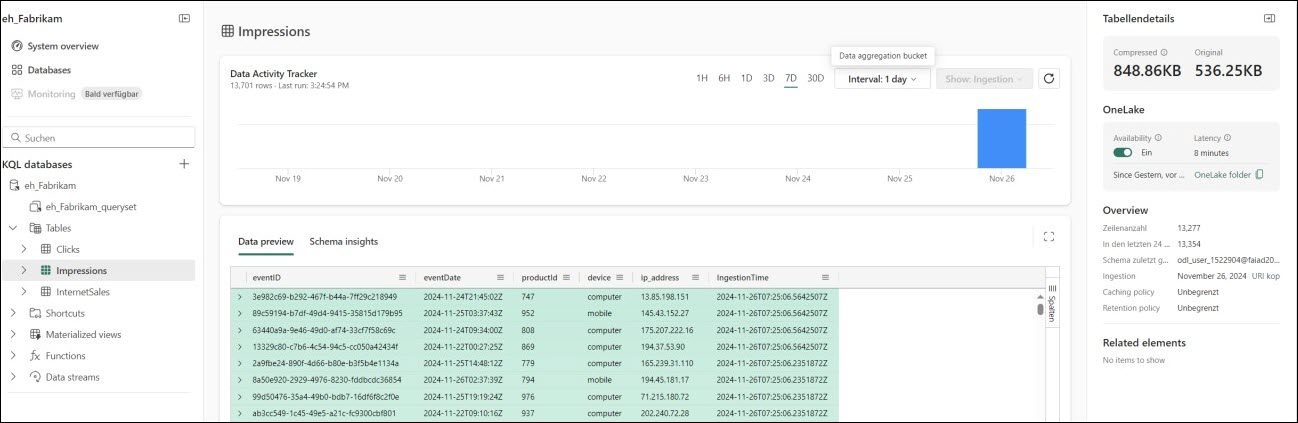 eh_Fabrikam
System overview
Databases
Monitoring Bald verfügbar
Suchen
KQL databases
eh_Fabrikam
eh_Fabrikam_queryset
Tables
Clicks
Impressions
InternetSales
Shortcuts
Materialized views
Functions
Data streams
Impressions
Data aggregation bucket
Data Activity Tracker
13,701 rows · Last run: 3:24:54 PM
1H 6H 1D 3D 7D 30D Interval: 1 day Show: Ingestion
Nov 19 Nov 20 Nov 21 Nov 22 Nov 23 Nov 24 Nov 25 Nov 26
Data preview Schema insights
eventID eventDate productId device ip_address IngestionTime
3e982c69-b292-467f-b44a-7ff29c218949 2024-11-24T21:45:02Z 747 computer 13.85.198.151 2024-11-26T07:25:06.5642507Z
89c59194-b7df-49d4-9415-35815d179b95 2024-11-25T03:37:43Z 952 mobile 145.43.152.27 2024-11-26T07:25:06.5642507Z
63440a9a-9e46-49d0-af74-33cf7f58c69c 2024-11-24T09:34:00Z 808 computer 175.207.222.16 2024-11-26T07:25:06.5642507Z
13329c80-c7b6-4c54-94c5-cc050a42434f 2024-11-22T00:27:25Z 869 computer 194.37.53.90 2024-11-26T07:25:06.5642507Z
2a9fbe24-890f-4d66-b80e-b3f5b4e1134a 2024-11-25T14:48:12Z 779 computer 165.239.31.110 2024-11-26T07:25:06.2351872Z
8a50e920-2929-4976-8230-fddbcdc36854 2024-11-26T02:37:39Z 794 mobile 194.45.181.17 2024-11-26T07:25:06.2351872Z
99d50476-35a4-49b0-bdb7-16df6f8c2f0e 2024-11-25T19:19:24Z 976 computer 71.215.180.72 2024-11-26T07:25:06.2351872Z
ab3cc549-1c45-49e5-a21c-fc9300cbf801 2024-11-22T09:10:16Z 937 computer 202.240.72.28 2024-11-26T07:25:06.2351872Z
Spalten
Tabellendetails
Compressed Original
848.86KB 536.25KB
OneLake
Availability Latency
Ein 8 minutes
Since Gestern, vor ... OneLake folder
Overview
Zeilenanzahl 13,277
In den letzten 24 ... 13,354
Schema zuletzt g... odl_user_1522904@faiad20...
Ingestion November 26, 2024 URI kop
Caching policy Unbegrenzt
Retention policy Unbegrenzt
Related elements
No items to show